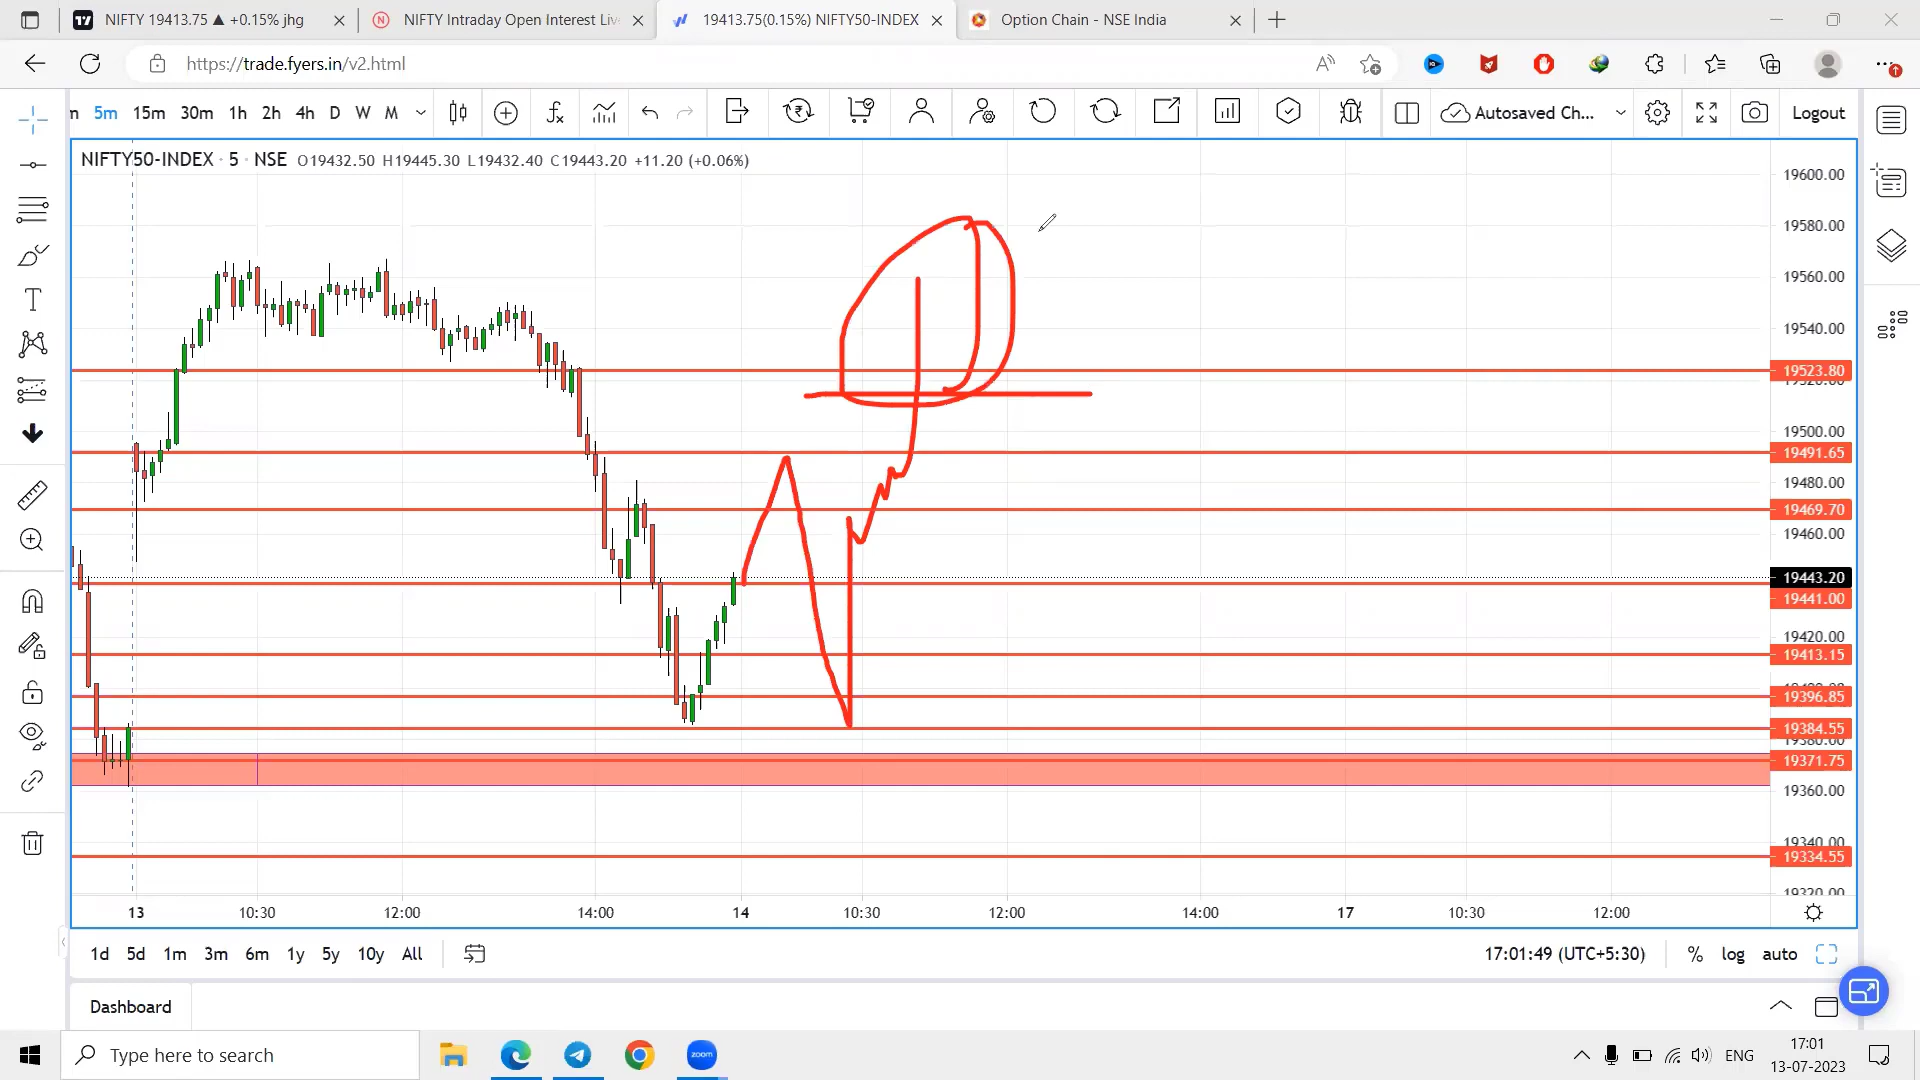 NIFTY 19413.75 ▲ +0.15% jhg
NIFTY Intraday Open Interest Liv
19413.75(0.15%) NIFTY50-INDEX
Option Chain - NSE India
https://trade.fyers.in/v2.html
m 5m 15m 30m 1h 2h 4h D W M
Autosaved Ch...
Logout
NIFTY50-INDEX · 5 · NSE O19432.50 H19445.30 L19432.40 C19443.20 +11.20 (+0.06%)
19600.00
19580.00
19560.00
19540.00
19523.80
19520.00
19500.00
19491.65
19480.00
19469.70
19460.00
19443.20
19441.00
19420.00
19413.15
19396.85
19384.55
19380.00
19371.75
19360.00
19340.00
19334.55
19320.00
13 10:30 12:00 14:00 14 10:30 12:00 14:00 17 10:30 12:00
1d 5d 1m 3m 6m 1y 5y 10y All
17:01:49 (UTC+5:30) % log auto
Dashboard
Type here to search
zoom
ENG
17:01
13-07-2023